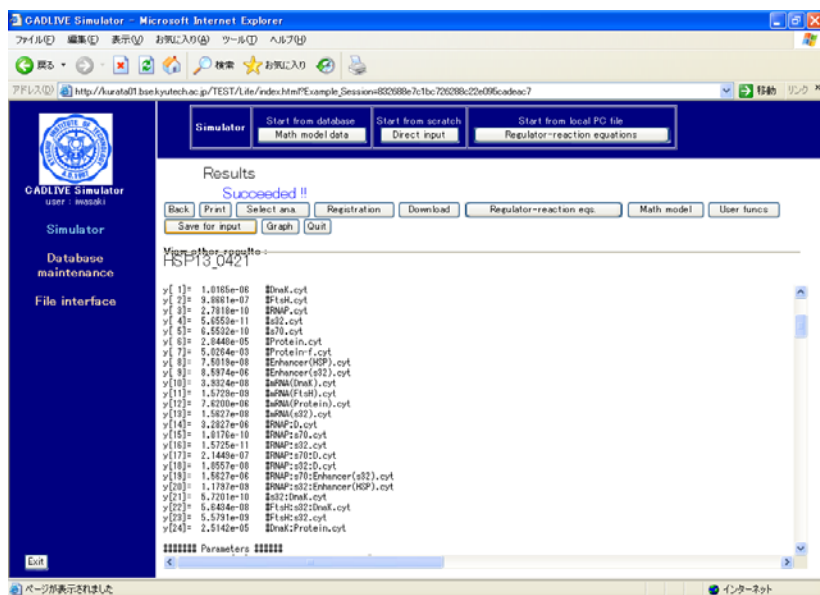 CADLIVE Simulator - Microsoft Internet Explorer
ファイル(F) 編集(E) 表示(V) お気に入り(A) ツール(T) ヘルプ(H)
戻る 検索 お気に入り
アドレス(D) http://kurata01.bse.kyutech.ac.jp/TEST/Life/index.html?Example_Session=832688e7c1bc726288c22e095cadeac7 移動 リンク
Simulator
Start from database
Math model data
Start from scratch
Direct input
Start from local PC file
Regulator-reaction equations
CADLIVE Simulator
user : iwasaki
Simulator
Database
maintenance
File interface
Exit
Results
Succeeded !!
Back Print Select ana. Registration Download Regulator-reaction eqs. Math model User funcs
Save for input Graph Quit
View other results :
HSP13_0421
y[ 1]= 1.0165e-06 #DnaK.cyt
y[ 2]= 9.8661e-07 #FtsH.cyt
y[ 3]= 2.7818e-10 #RNAP.cyt
y[ 4]= 5.6553e-11 #s32.cyt
y[ 5]= 6.5532e-10 #s70.cyt
y[ 6]= 2.8448e-05 #Protein.cyt
y[ 7]= 5.0264e-03 #Protein-f.cyt
y[ 8]= 7.5019e-08 #Enhancer(HSP).cyt
y[ 9]= 8.5974e-06 #Enhancer(s32).cyt
y[10]= 3.9324e-08 #mRNA(DnaK).cyt
y[11]= 1.5729e-09 #mRNA(FtsH).cyt
y[12]= 7.6200e-06 #mRNA(Protein).cyt
y[13]= 1.5627e-08 #mRNA(s32).cyt
y[14]= 3.2827e-06 #RNAP:D.cyt
y[15]= 1.8176e-10 #RNAP:s70.cyt
y[16]= 1.5725e-11 #RNAP:s32.cyt
y[17]= 2.1449e-07 #RNAP:s70:D.cyt
y[18]= 1.8557e-08 #RNAP:s32:D.cyt
y[19]= 1.5627e-06 #RNAP:s70:Enhancer(s32).cyt
y[20]= 1.1797e-09 #RNAP:s32:Enhancer(HSP).cyt
y[21]= 5.7201e-10 #s32:DnaK.cyt
y[22]= 5.6434e-08 #FtsH:s32:DnaK.cyt
y[23]= 5.5791e-09 #FtsH:s32.cyt
y[24]= 2.5142e-05 #DnaK:Protein.cyt
####### Parameters ######
ページが表示されました インターネット